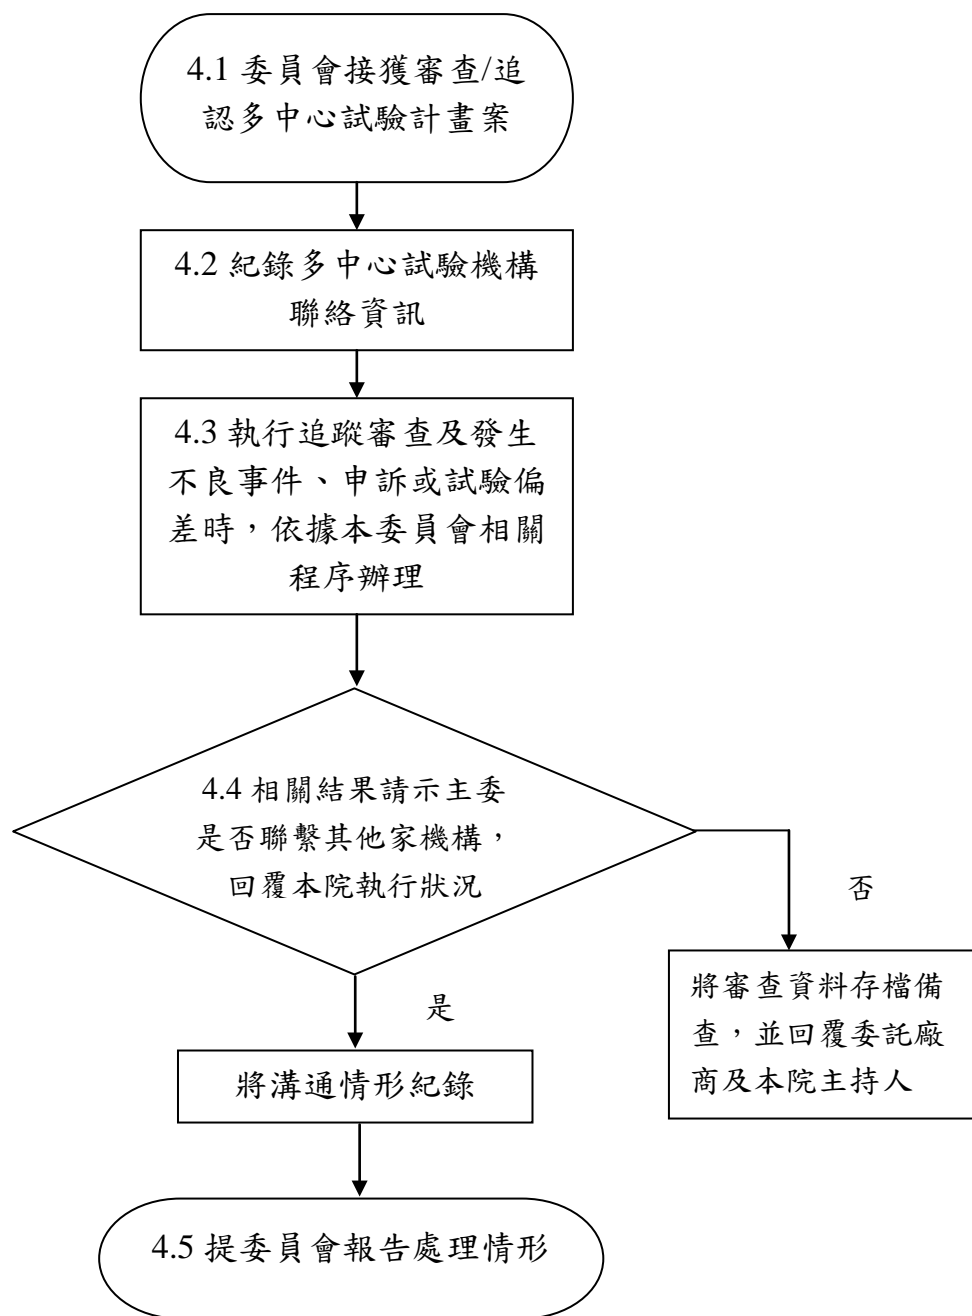 4.1 委員會接獲審查/追
認多中心試驗計畫案
4.2 紀錄多中心試驗機構
聯絡資訊
4.3 執行追蹤審查及發生
不良事件、申訴或試驗偏
差時，依據本委員會相關
程序辦理
4.4 相關結果請示主委
是否聯繫其他家機構，
回覆本院執行狀況
否
將審查資料存檔備
查，並回覆委託廠
商及本院主持人
是
將溝通情形紀錄
4.5 提委員會報告處理情形